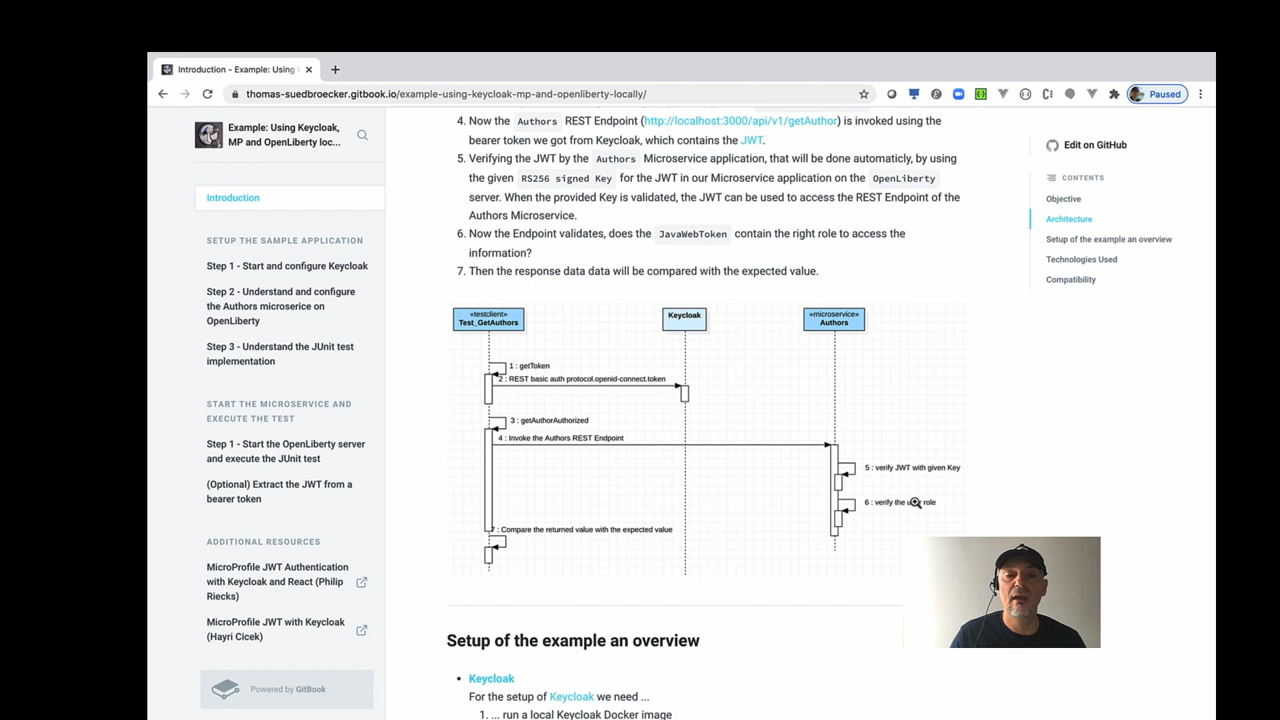 Introduction - Example: Using
thomas-suedbroecker.gitbook.io/example-using-keycloak-mp-and-openliberty-locally/
Paused
Example: Using Keycloak,
MP and OpenLiberty loc...
Introduction
SETUP THE SAMPLE APPLICATION
Step 1 - Start and configure Keycloak
Step 2 - Understand and configure
the Authors microserice on
OpenLiberty
Step 3 - Understand the JUnit test
implementation
START THE MICROSERVICE AND
EXECUTE THE TEST
Step 1 - Start the OpenLiberty server
and execute the JUnit test
(Optional) Extract the JWT from a
bearer token
ADDITIONAL RESOURCES
MicroProfile JWT Authentication
with Keycloak and React (Philip
Riecks)
MicroProfile JWT with Keycloak
(Hayri Cicek)
Powered by GitBook
4. Now the Authors REST Endpoint (http://localhost:3000/api/v1/getAuthor) is invoked using the
bearer token we got from Keycloak, which contains the JWT.
5. Verifying the JWT by the Authors Microservice application, that will be done automaticly, by using
the given RS256 signed Key for the JWT in our Microservice application on the OpenLiberty
server. When the provided Key is validated, the JWT can be used to access the REST Endpoint of the
Authors Microservice.
6. Now the Endpoint validates, does the JavaWebToken contain the right role to access the
information?
7. Then the response data data will be compared with the expected value.
«testclient»
Test_GetAuthors
Keycloak
«microservice»
Authors
1 : getToken
2 : REST basic auth protocol.openid-connect.token
3 : getAuthorAuthorized
4 : Invoke the Authors REST Endpoint
5 : verify JWT with given Key
6 : verify the role
7 : Compare the returned value with the expected value
Setup of the example an overview
• Keycloak
For the setup of Keycloak we need ...
1. ... run a local Keycloak Docker image
Edit on GitHub
CONTENTS
Objective
Architecture
Setup of the example an overview
Technologies Used
Compatibility